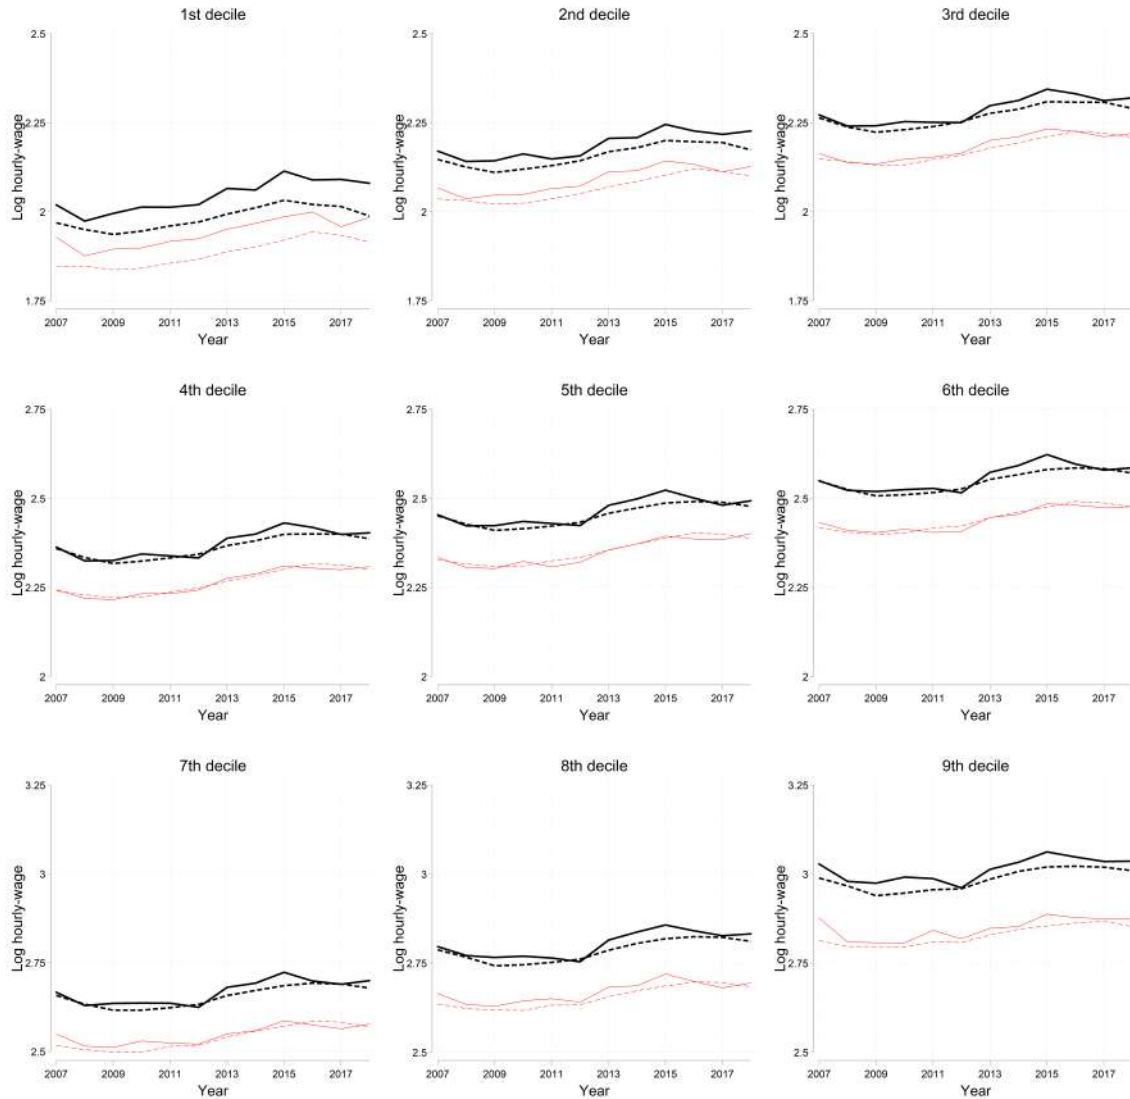 1st decile
2.5
2.25
2
1.75
Log hourly-wage
2007 2009 2011 2013 2015 2017
Year
2nd decile
2.5
2.25
2
1.75
Log hourly-wage
2007 2009 2011 2013 2015 2017
Year
3rd decile
2.5
2.25
2
1.75
Log hourly-wage
2007 2009 2011 2013 2015 2017
Year
4th decile
2.75
2.5
2.25
2
Log hourly-wage
2007 2009 2011 2013 2015 2017
Year
5th decile
2.75
2.5
2.25
2
Log hourly-wage
2007 2009 2011 2013 2015 2017
Year
6th decile
2.75
2.5
2.25
2
Log hourly-wage
2007 2009 2011 2013 2015 2017
Year
7th decile
3.25
3
2.75
2.5
Log hourly-wage
2007 2009 2011 2013 2015 2017
Year
8th decile
3.25
3
2.75
2.5
Log hourly-wage
2007 2009 2011 2013 2015 2017
Year
9th decile
3.25
3
2.75
2.5
Log hourly-wage
2007 2009 2011 2013 2015 2017
Year